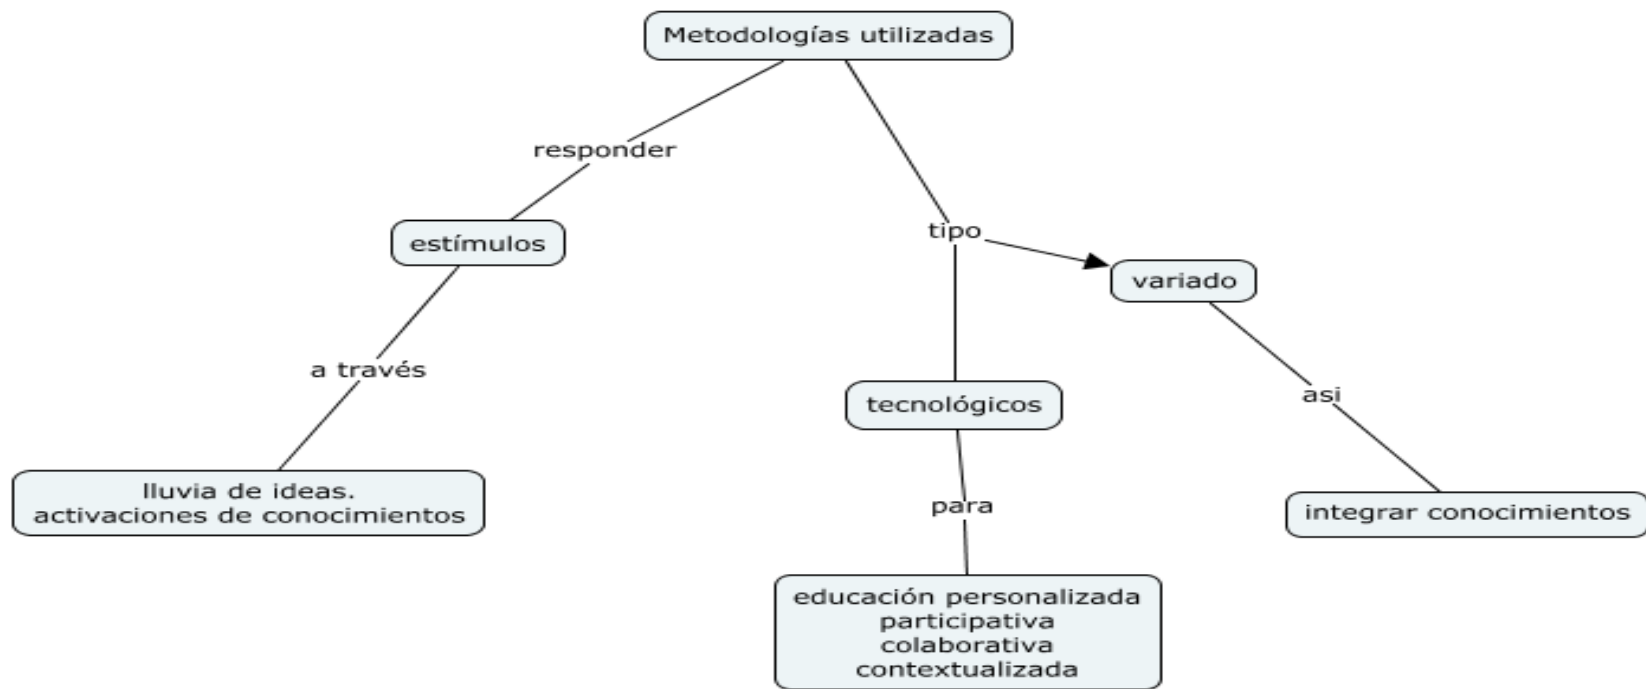 Metodologías utilizadas
responder
tipo
estímulos
variado
a través
asi
tecnológicos
lluvia de ideas.
activaciones de conocimientos
para
integrar conocimientos
educación personalizada
participativa
colaborativa
contextualizada